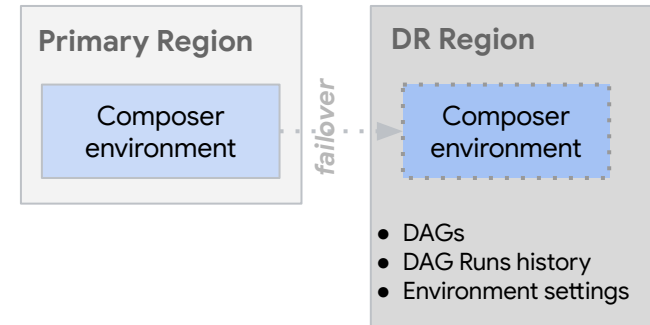 Primary Region
Composer
environment
failover
DR Region
Composer
environment
● DAGs
● DAG Runs history
● Environment settings